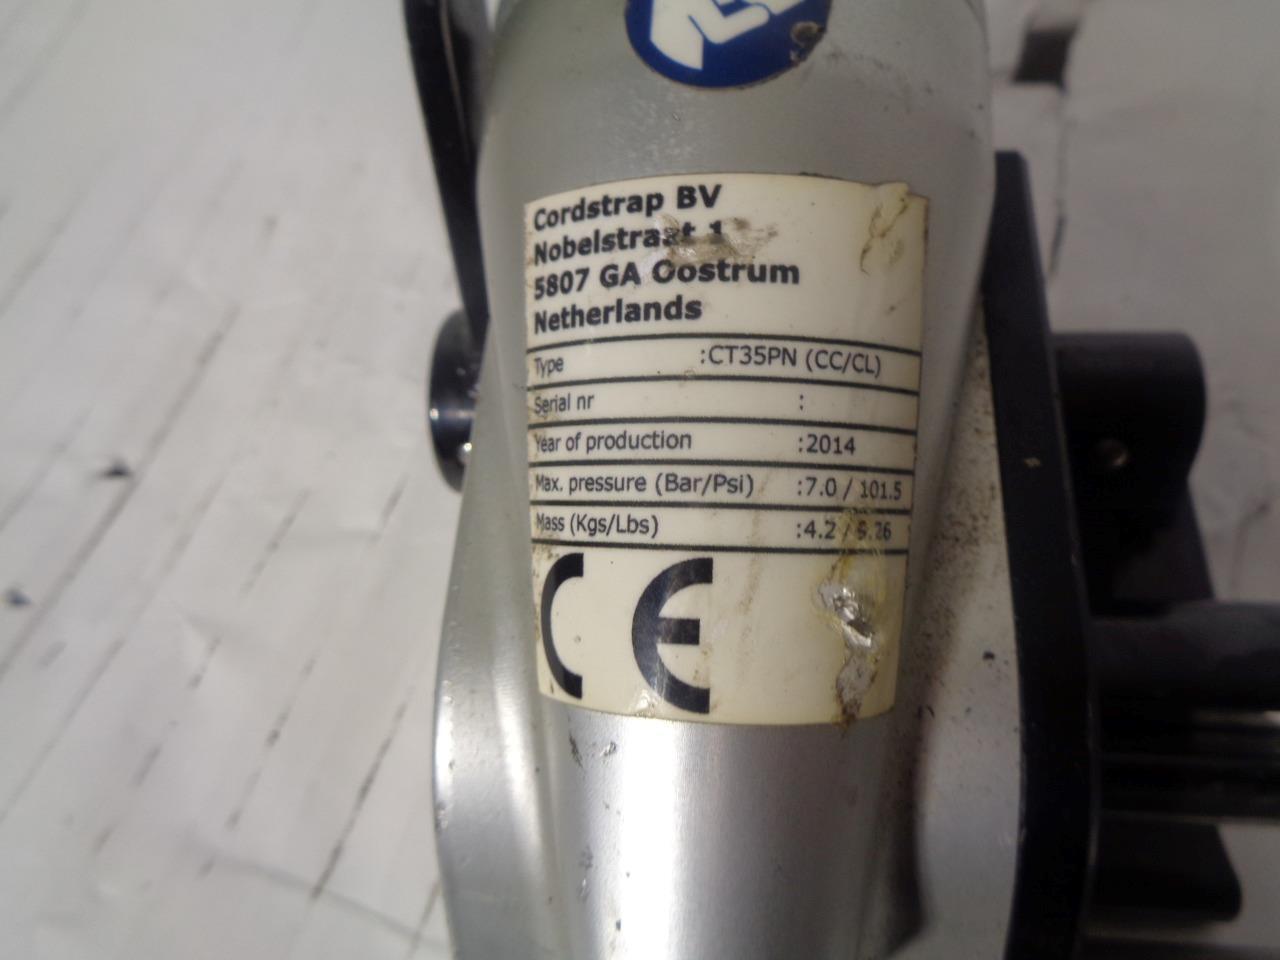 Cordstrap BV
Nobelstraat 1
5807 GA Oostrum
Netherlands
Type :CT35PN (CC/CL)
Serial nr :
Year of production :2014
Max. pressure (Bar/Psi) :7.0 / 101.5
Mass (Kgs/Lbs) :4.2 / 9.26
CE